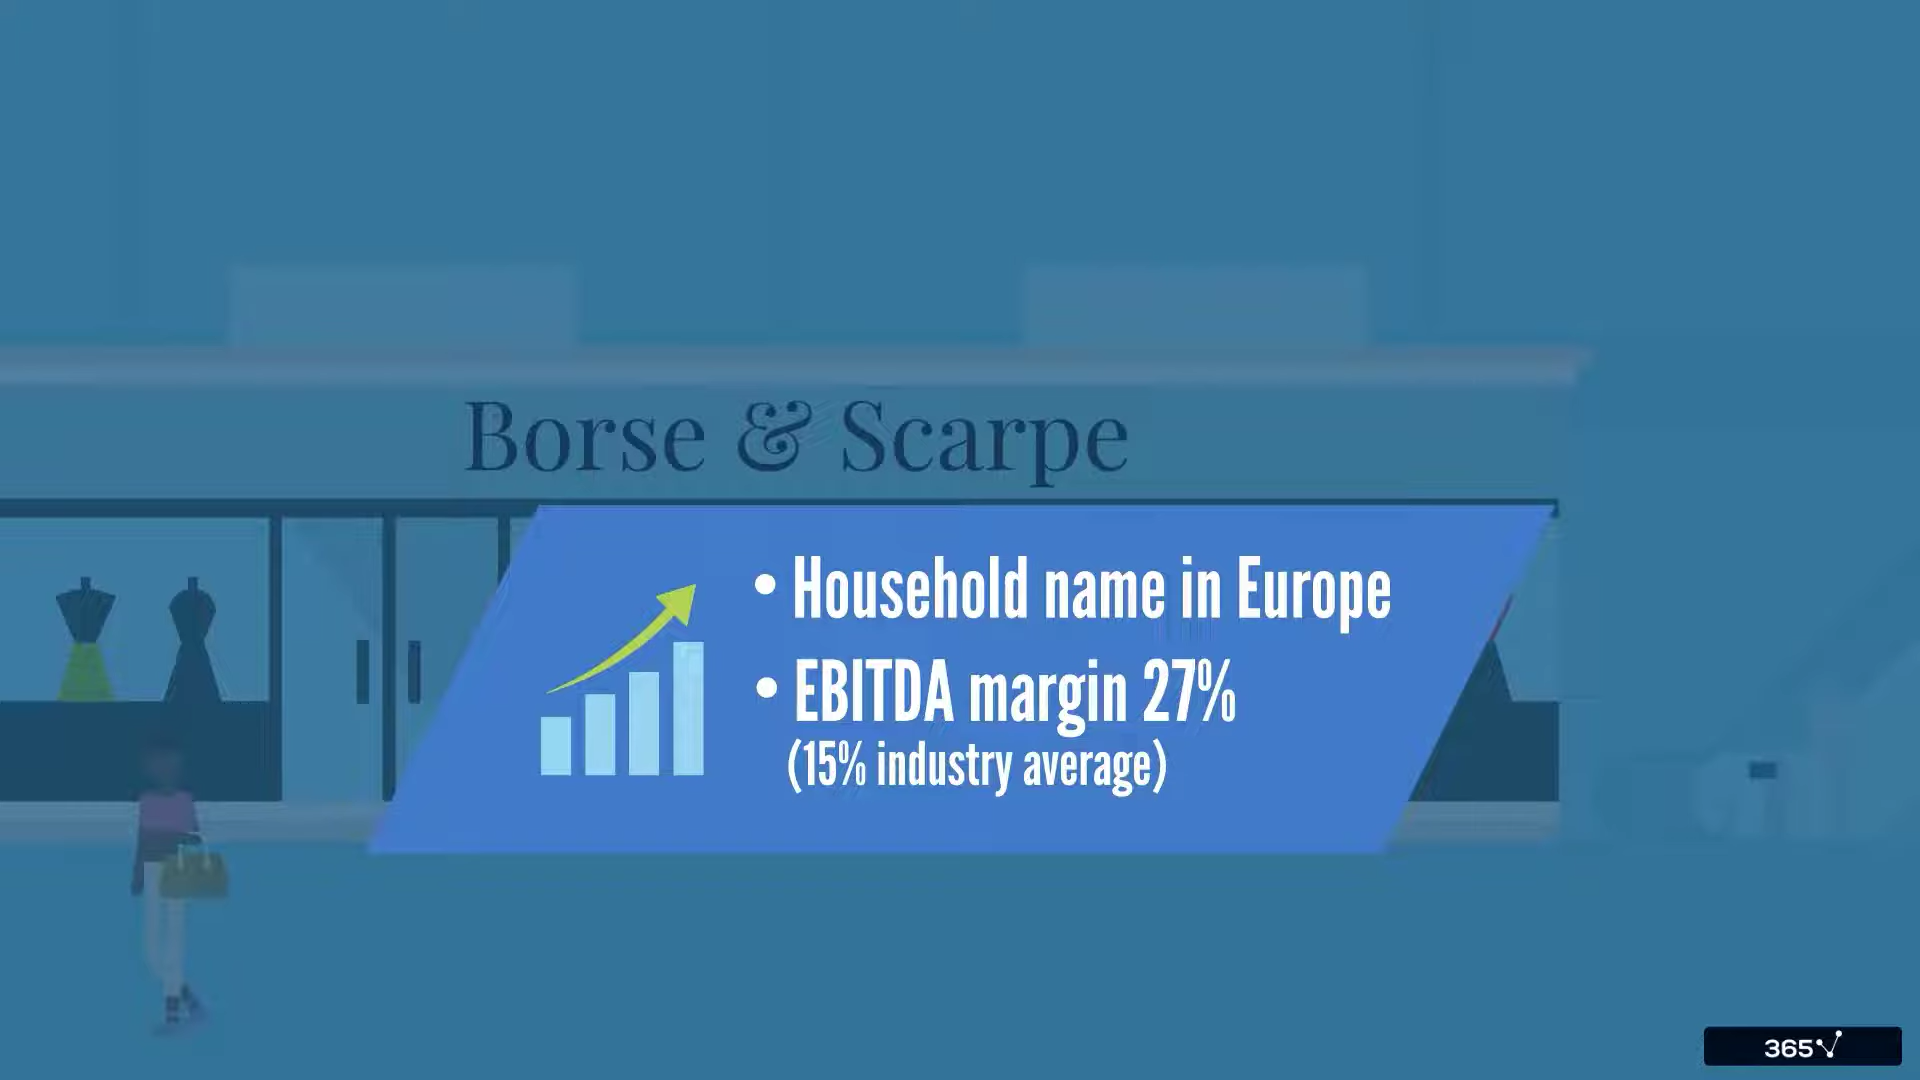 Borse & Scarpe
• Household name in Europe
• EBITDA margin 27%
(15% industry average)
365